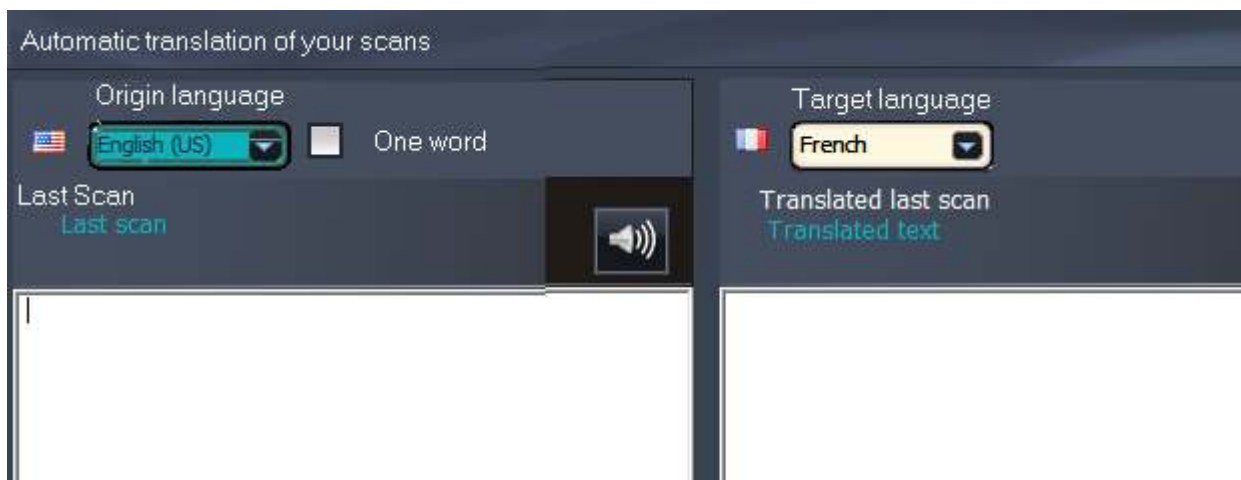 Automatic translation of your scans
Origin language
English (US)
One word
Last Scan
Last scan
Target language
French
Translated last scan
Translated text